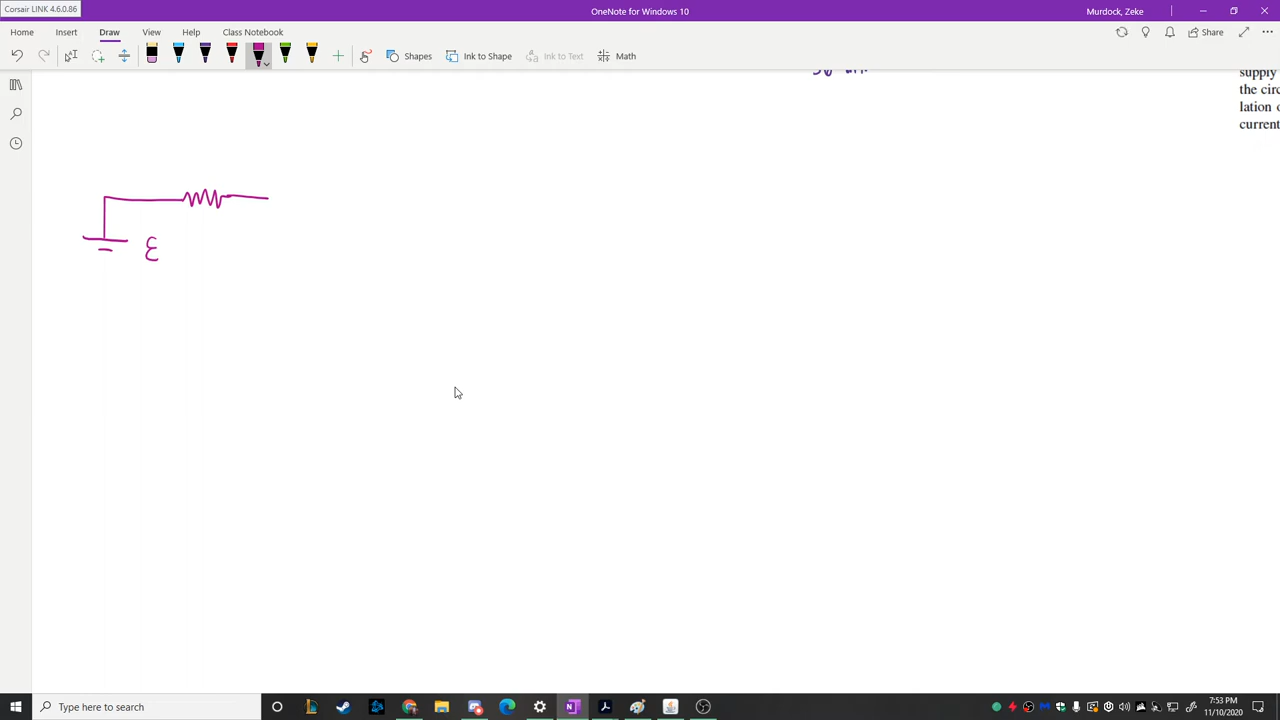 Corsair LINK 4.6.0.86
OneNote for Windows 10
Murdock, Zeke
Home Insert Draw View Help Class Notebook
Share
Shapes Ink to Shape Ink to Text Math
supply
the circ
lation o
current
ε
Type here to search
7:53 PM
11/10/2020